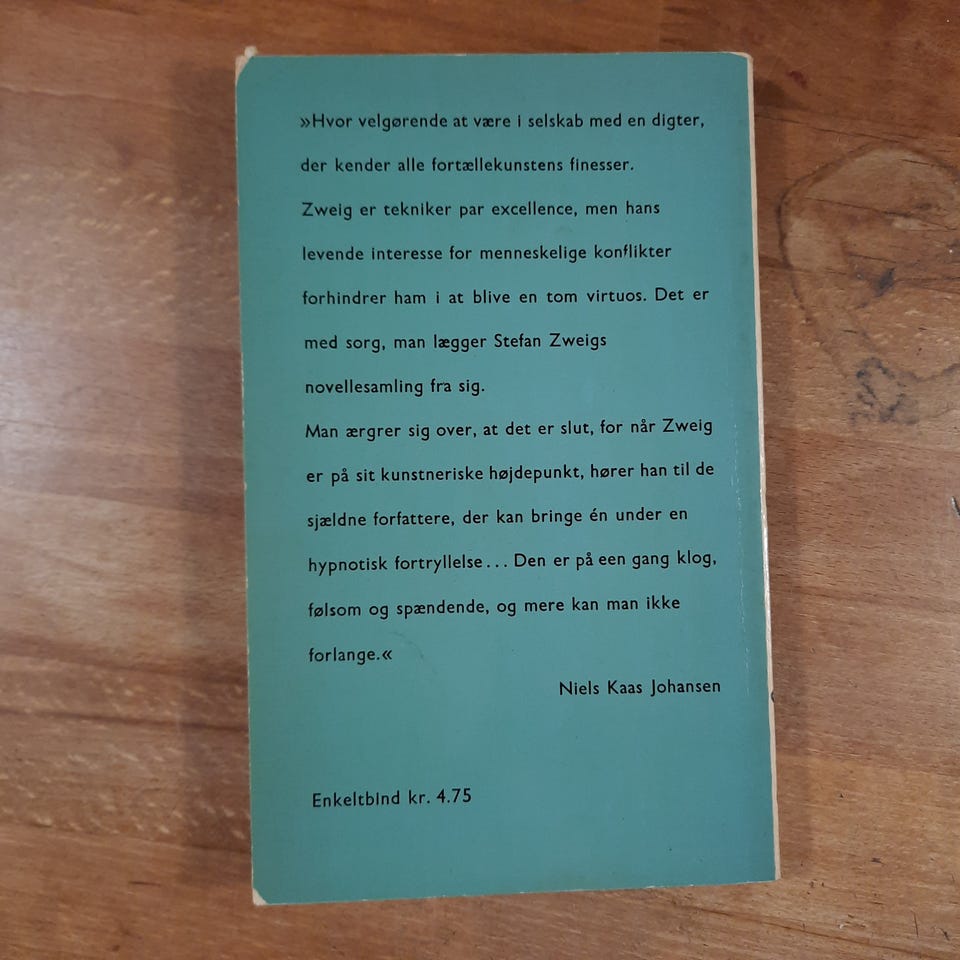 »Hvor velgørende at være i selskab med en digter,
der kender alle fortællekunstens finesser.
Zweig er tekniker par excellence, men hans
levende interesse for menneskelige konflikter
forhindrer ham i at blive en tom virtuos. Det er
med sorg, man lægger Stefan Zweigs
novellesamling fra sig.
Man ærgrer sig over, at det er slut, for når Zweig
er på sit kunstneriske højdepunkt, hører han til de
sjældne forfattere, der kan bringe én under en
hypnotisk fortryllelse... Den er på een gang klog,
følsom og spændende, og mere kan man ikke
forlange.«
Niels Kaas Johansen
Enkeltbind kr. 4.75